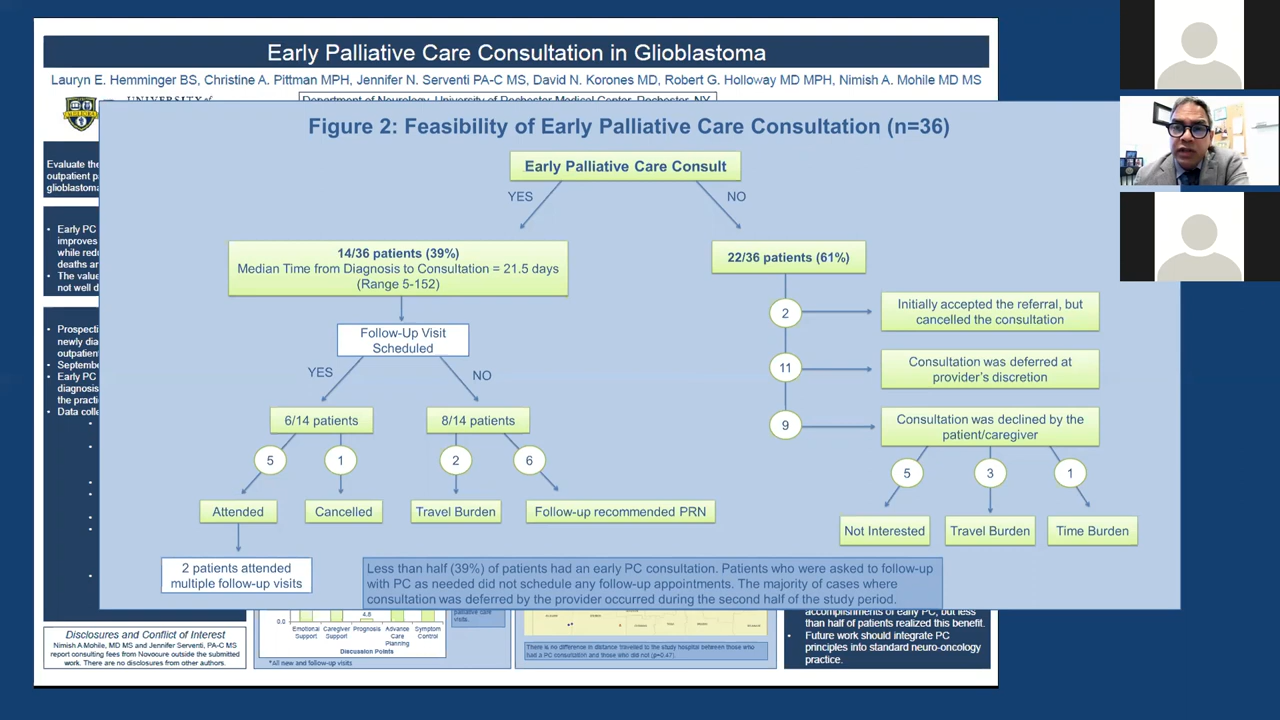 Early Palliative Care Consultation in Glioblastoma
Lauryn E. Hemminger BS, Christine A. Pittman MPH, Jennifer N. Serventi PA-C MS, David N. Korones MD, Robert G. Holloway MD MPH, Nimish A. Mohile MD MS
UNIVERSITY of
Department of Neurology, University of Rochester Medical Center, Rochester, NY
Figure 2: Feasibility of Early Palliative Care Consultation (n=36)
Early Palliative Care Consult
YES
NO
14/36 patients (39%)
Median Time from Diagnosis to Consultation = 21.5 days
(Range 5-152)
22/36 patients (61%)
Follow-Up Visit
Scheduled
YES
NO
6/14 patients
8/14 patients
5
1
2
6
Attended
Cancelled
Travel Burden
Follow-up recommended PRN
2 patients attended
multiple follow-up visits
2
Initially accepted the referral, but
cancelled the consultation
11
Consultation was deferred at
provider's discretion
9
Consultation was declined by the
patient/caregiver
5
3
1
Not Interested
Travel Burden
Time Burden
Less than half (39%) of patients had an early PC consultation. Patients who were asked to follow-up
with PC as needed did not schedule any follow-up appointments. The majority of cases where
consultation was deferred by the provider occurred during the second half of the study period.
Evaluate the
outpatient p
glioblastoma
• Early PC
improves
while redu
deaths an
• The value
not well d
• Prospecti
newly dia
outpatien
• Septembe
• Early PC
diagnosis
the practi
• Data colle
Disclosures and Conflict of Interest
Nimish A Mohile, MD MS and Jennifer Serventi, PA-C MS
report consulting fees from Novocure outside the submitted
work. There are no disclosures from other authors.
4.8
0.0
Emotional
Support
Caregiver
Support
Prognosis
Advance
Care
Planning
Symptom
Control
Discussion Points
palliative care
visits.
*All new and follow-up visits
There is no difference in distance travelled to the study hospital between those who
had a PC consultation and those who did not (p=0.47)
accomplishments of early PC, but less
than half of patients realized this benefit.
• Future work should integrate PC
principles into standard neuro-oncology
practice.